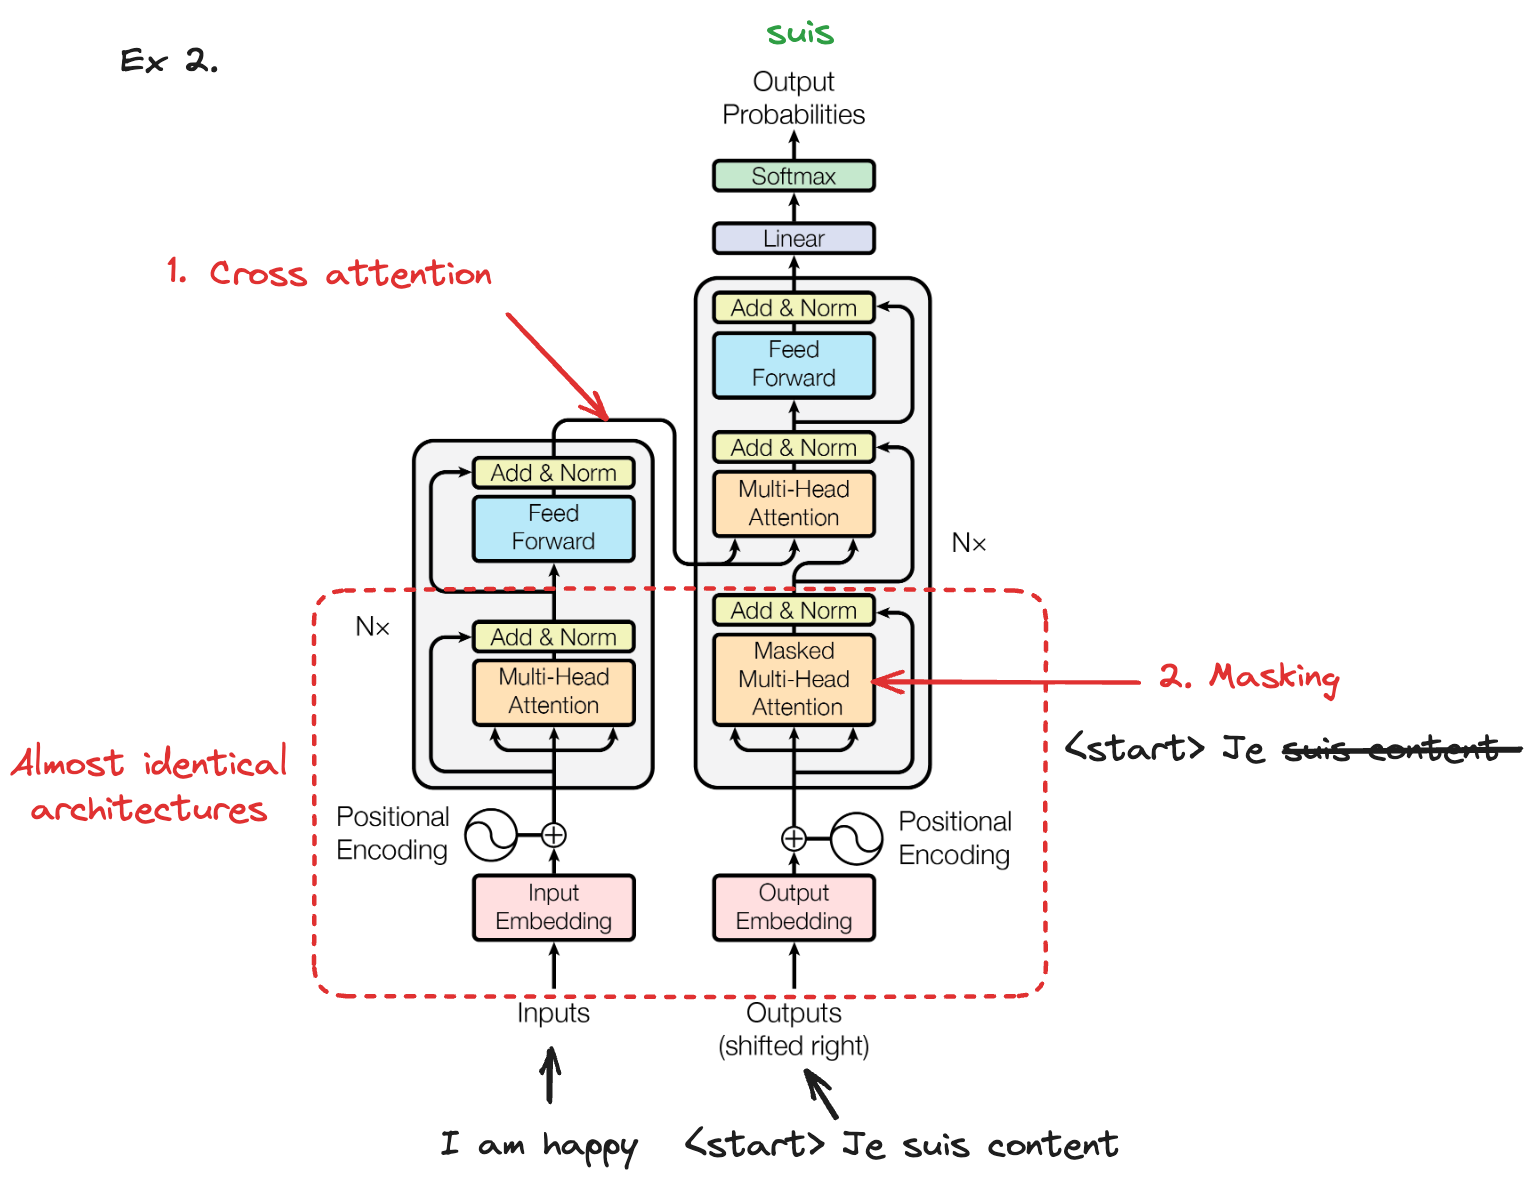 suis
Ex 2.
Output
Probabilities
Softmax
Linear
1. Cross attention
Add & Norm
Feed
Forward
Add & Norm
Multi-Head
Attention
Nx
Add & Norm
Feed
Forward
Nx
Add & Norm
Multi-Head
Attention
Add & Norm
Masked
Multi-Head
Attention
2. Masking
<start> Je suis content
Almost identical
architectures
Positional
Encoding
Positional
Encoding
Input
Embedding
Output
Embedding
Inputs
Outputs
(shifted right)
I am happy
<start> Je suis content